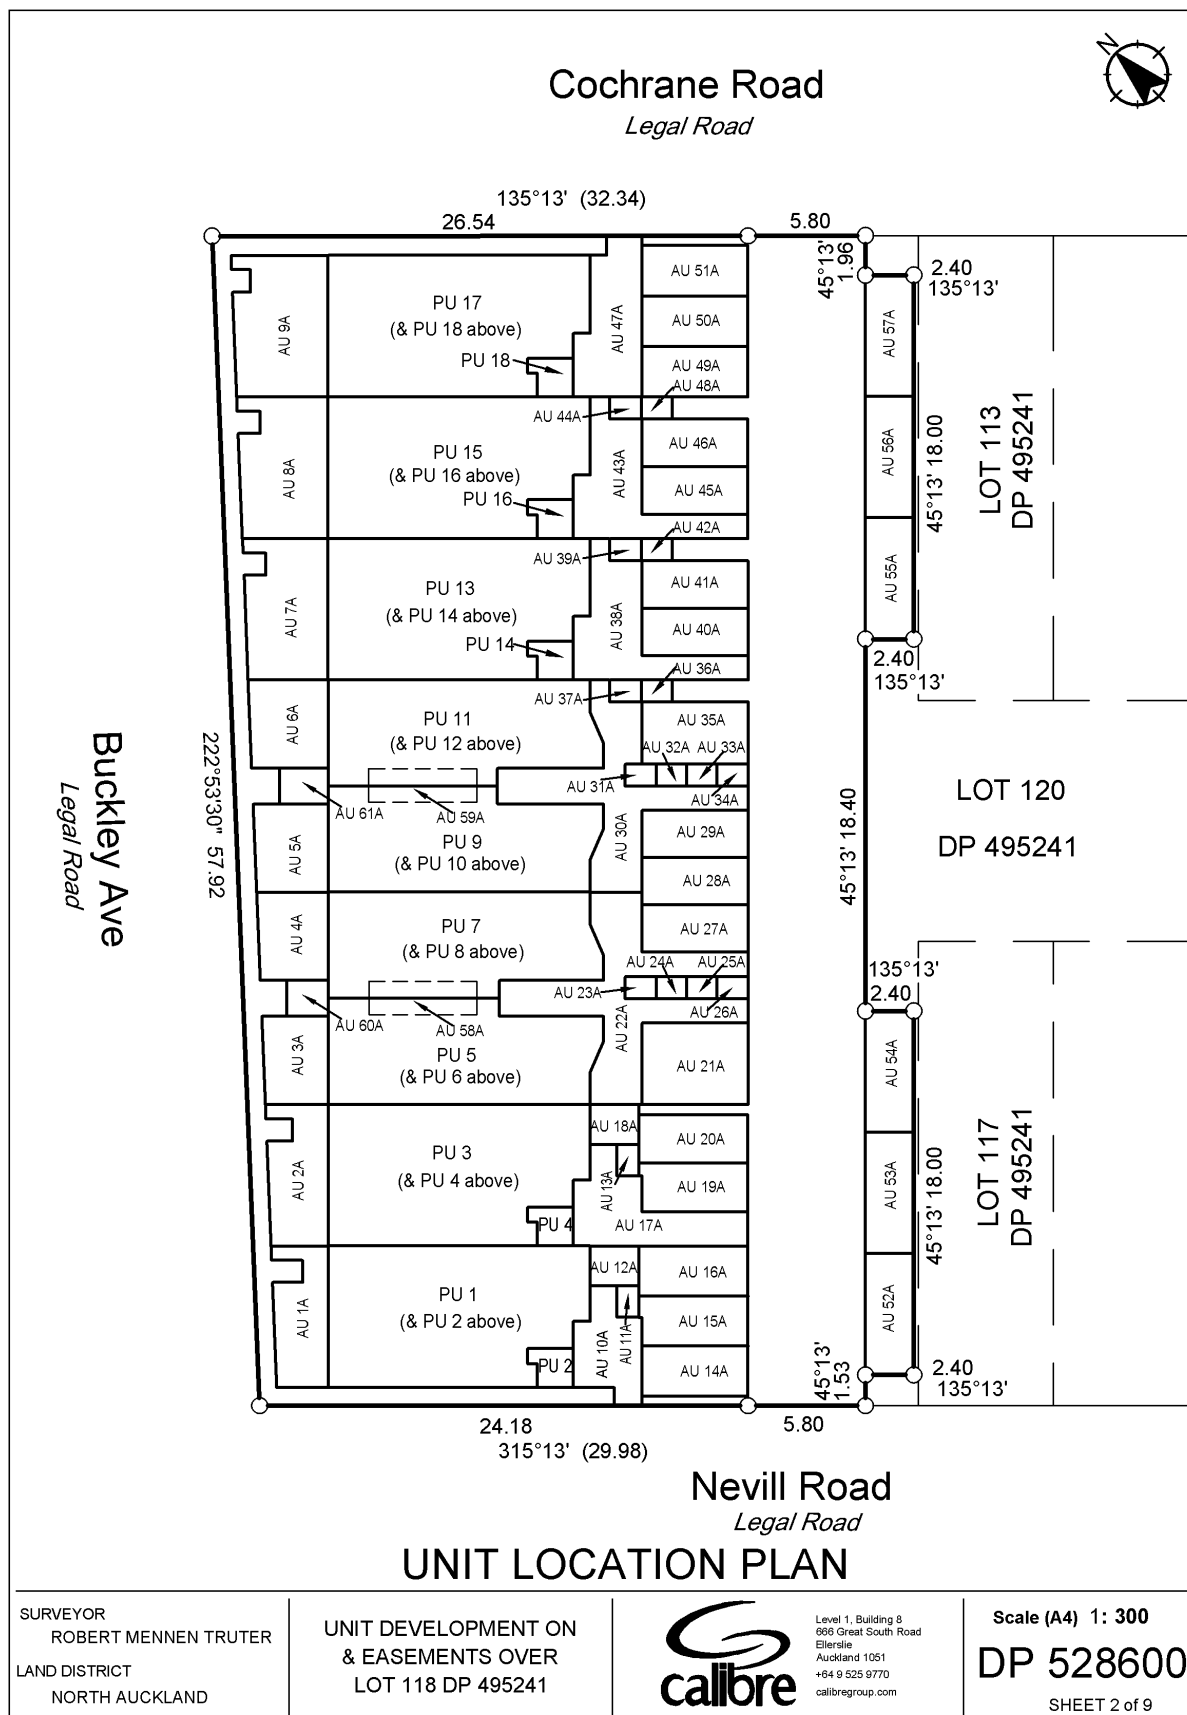 N
Cochrane Road
Legal Road
135°13' (32.34)
26.54
5.80
45°13'
1.96
2.40
135°13'
AU 51A
PU 17
(& PU 18 above)
AU 9A
AU 47A
AU 50A
AU 57A
PU 18
AU 49A
AU 48A
AU 44A
LOT 113
DP 495241
PU 15
(& PU 16 above)
AU 8A
AU 43A
AU 46A
AU 56A
45°13' 18.00
PU 16
AU 45A
AU 42A
AU 39A
PU 13
(& PU 14 above)
AU 7A
AU 38A
AU 41A
AU 55A
AU 40A
PU 14
AU 36A
2.40
135°13'
AU 37A
AU 6A
PU 11
(& PU 12 above)
AU 35A
AU 32A
AU 33A
AU 31A
AU 34A
Buckley Ave
Legal Road
222°53'30" 57.92
AU 61A
AU 59A
LOT 120
DP 495241
AU 5A
PU 9
(& PU 10 above)
AU 30A
AU 29A
45°13' 18.40
AU 28A
AU 4A
PU 7
(& PU 8 above)
AU 27A
AU 24A
AU 25A
135°13'
2.40
AU 23A
AU 26A
AU 60A
AU 58A
AU 3A
PU 5
(& PU 6 above)
AU 22A
AU 21A
AU 54A
AU 18A
AU 20A
PU 3
(& PU 4 above)
AU 2A
AU 13A
AU 19A
AU 53A
45°13' 18.00
LOT 117
DP 495241
PU 4
AU 17A
AU 12A
AU 16A
PU 1
(& PU 2 above)
AU 1A
AU 10A
AU 11A
AU 15A
AU 52A
PU 2
AU 14A
45°13'
1.53
2.40
135°13'
24.18
5.80
315°13' (29.98)
Nevill Road
Legal Road
UNIT LOCATION PLAN
SURVEYOR
ROBERT MENNEN TRUTER
LAND DISTRICT
NORTH AUCKLAND
UNIT DEVELOPMENT ON
& EASEMENTS OVER
LOT 118 DP 495241
calibre
Level 1, Building 8
666 Great South Road
Ellerslie
Auckland 1051
+64 9 525 9770
calibregroup.com
Scale (A4) 1: 300
DP 528600
SHEET 2 of 9